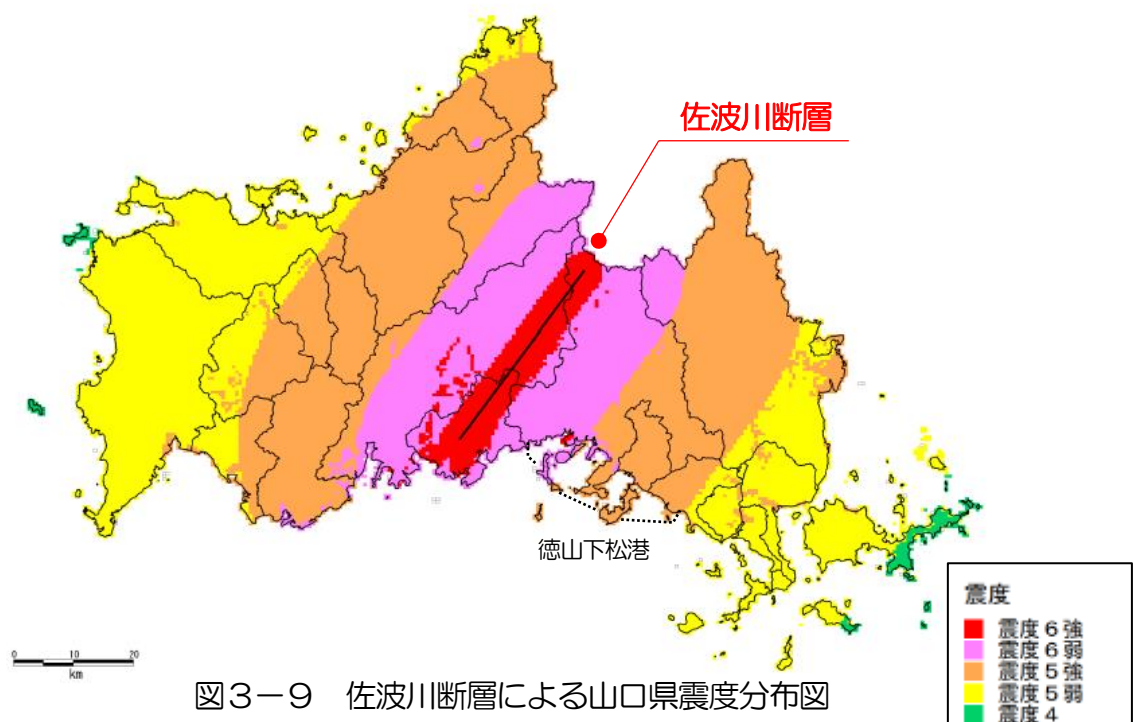 佐波川断層
徳山下松港
0 10 20
km
図3-9 佐波川断層による山口県震度分布図
震度
震度6強
震度6弱
震度5強
震度5弱
震度4